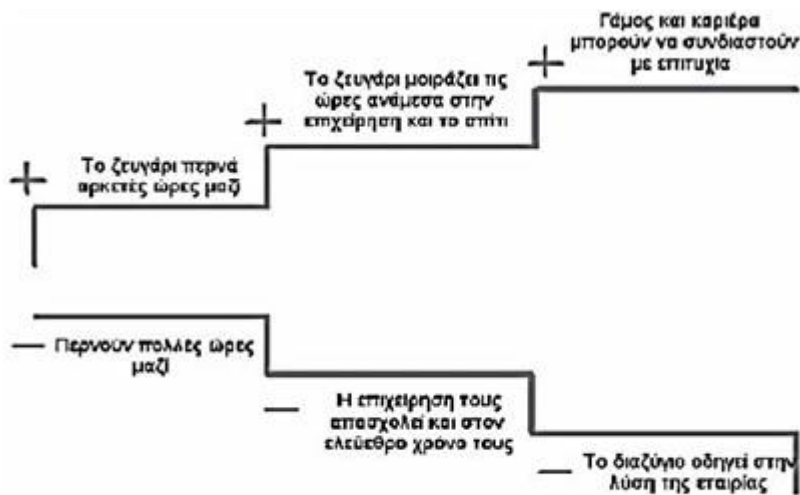 Γάμος και καριέρα
μπορούν να συνδιαστούν
με επιτυχία
+
Το ζευγάρι μοιράζει τις
ώρες ανάμεσα στην
επιχείρηση και το σπίτι
+
Το ζευγάρι περνά
αρκετές ώρες μαζί
+
— Περνούν πολλές ώρες
μαζί
— Η επιχείρηση τους
απασχολεί και στον
ελεύεθρο χρόνο τους
— Το διαζύγιο οδηγεί στην
λύση της εταιρίας